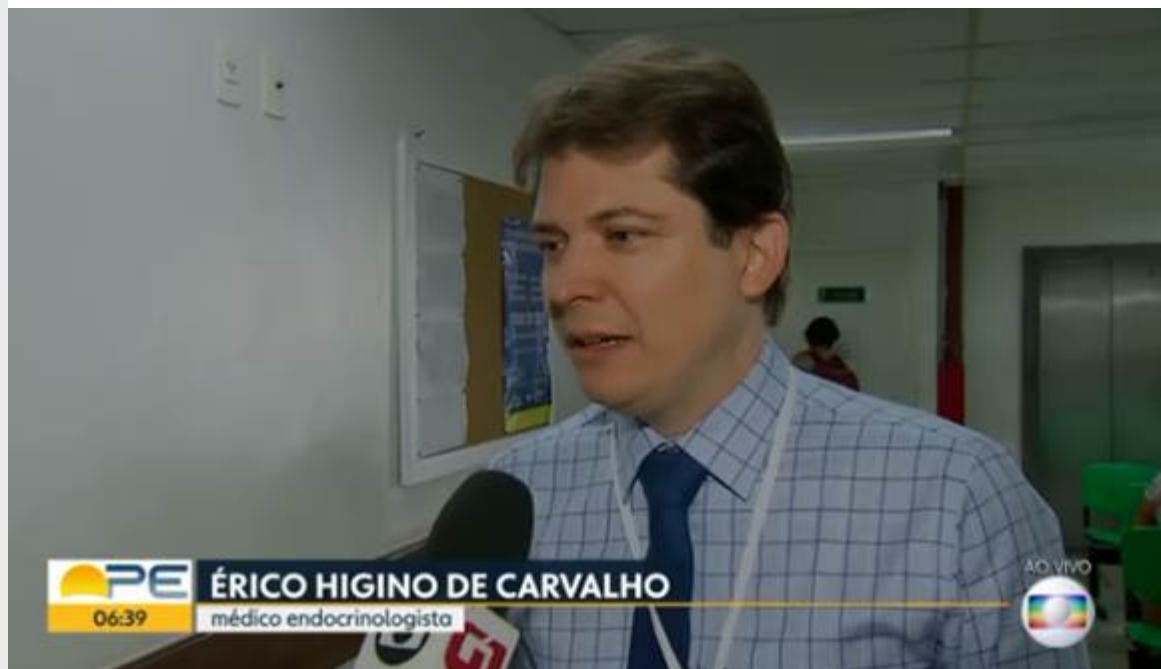 PE
ÉRICO HIGINO DE CARVALHO
06:39
médico endocrinologista
G1
AO VIVO